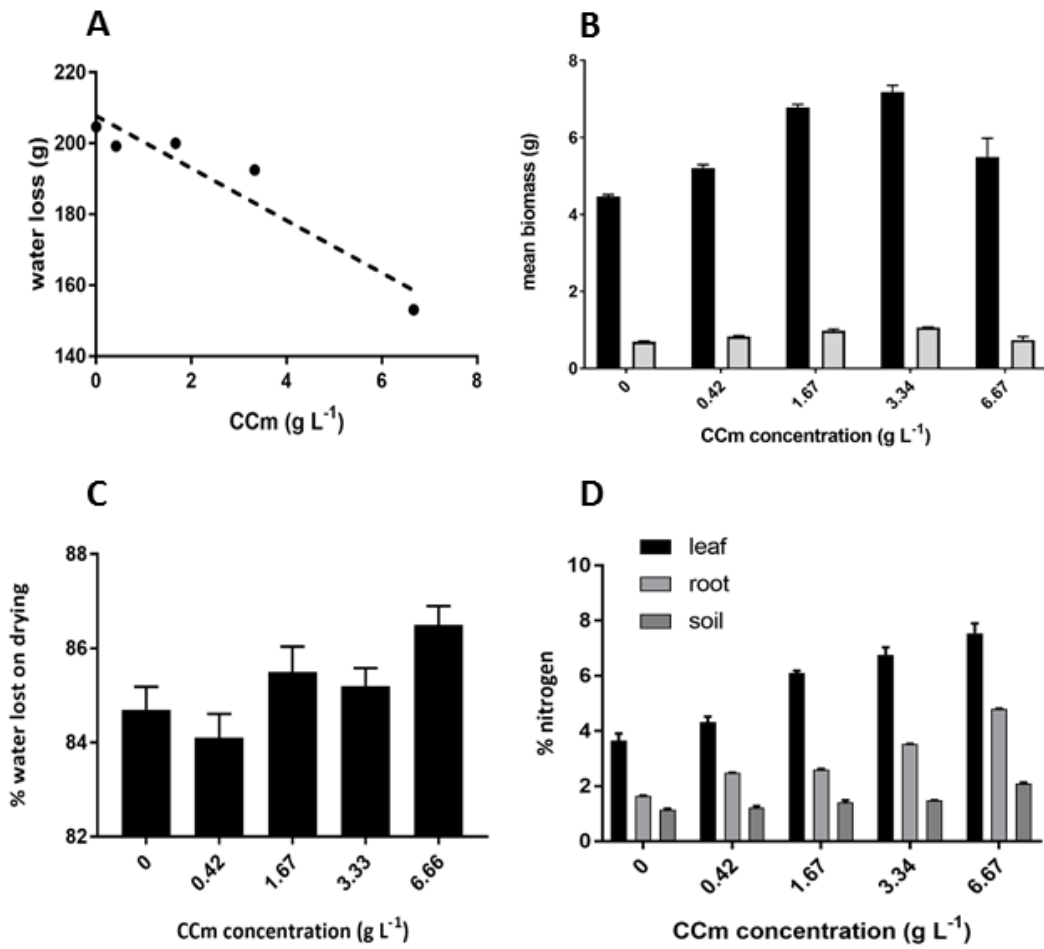 A
water loss (g)
220
200
180
160
140
0 2 4 6 8
CCm (g L⁻¹)
B
mean biomass (g)
8
6
4
2
0
0 0.42 1.67 3.34 6.67
CCm concentration (g L⁻¹)
C
% water lost on drying
88
86
84
82
0 0.42 1.67 3.33 6.66
CCm concentration (g L⁻¹)
D
leaf
root
soil
% nitrogen
10
8
6
4
2
0
0 0.42 1.67 3.34 6.67
CCm concentration (g L⁻¹)